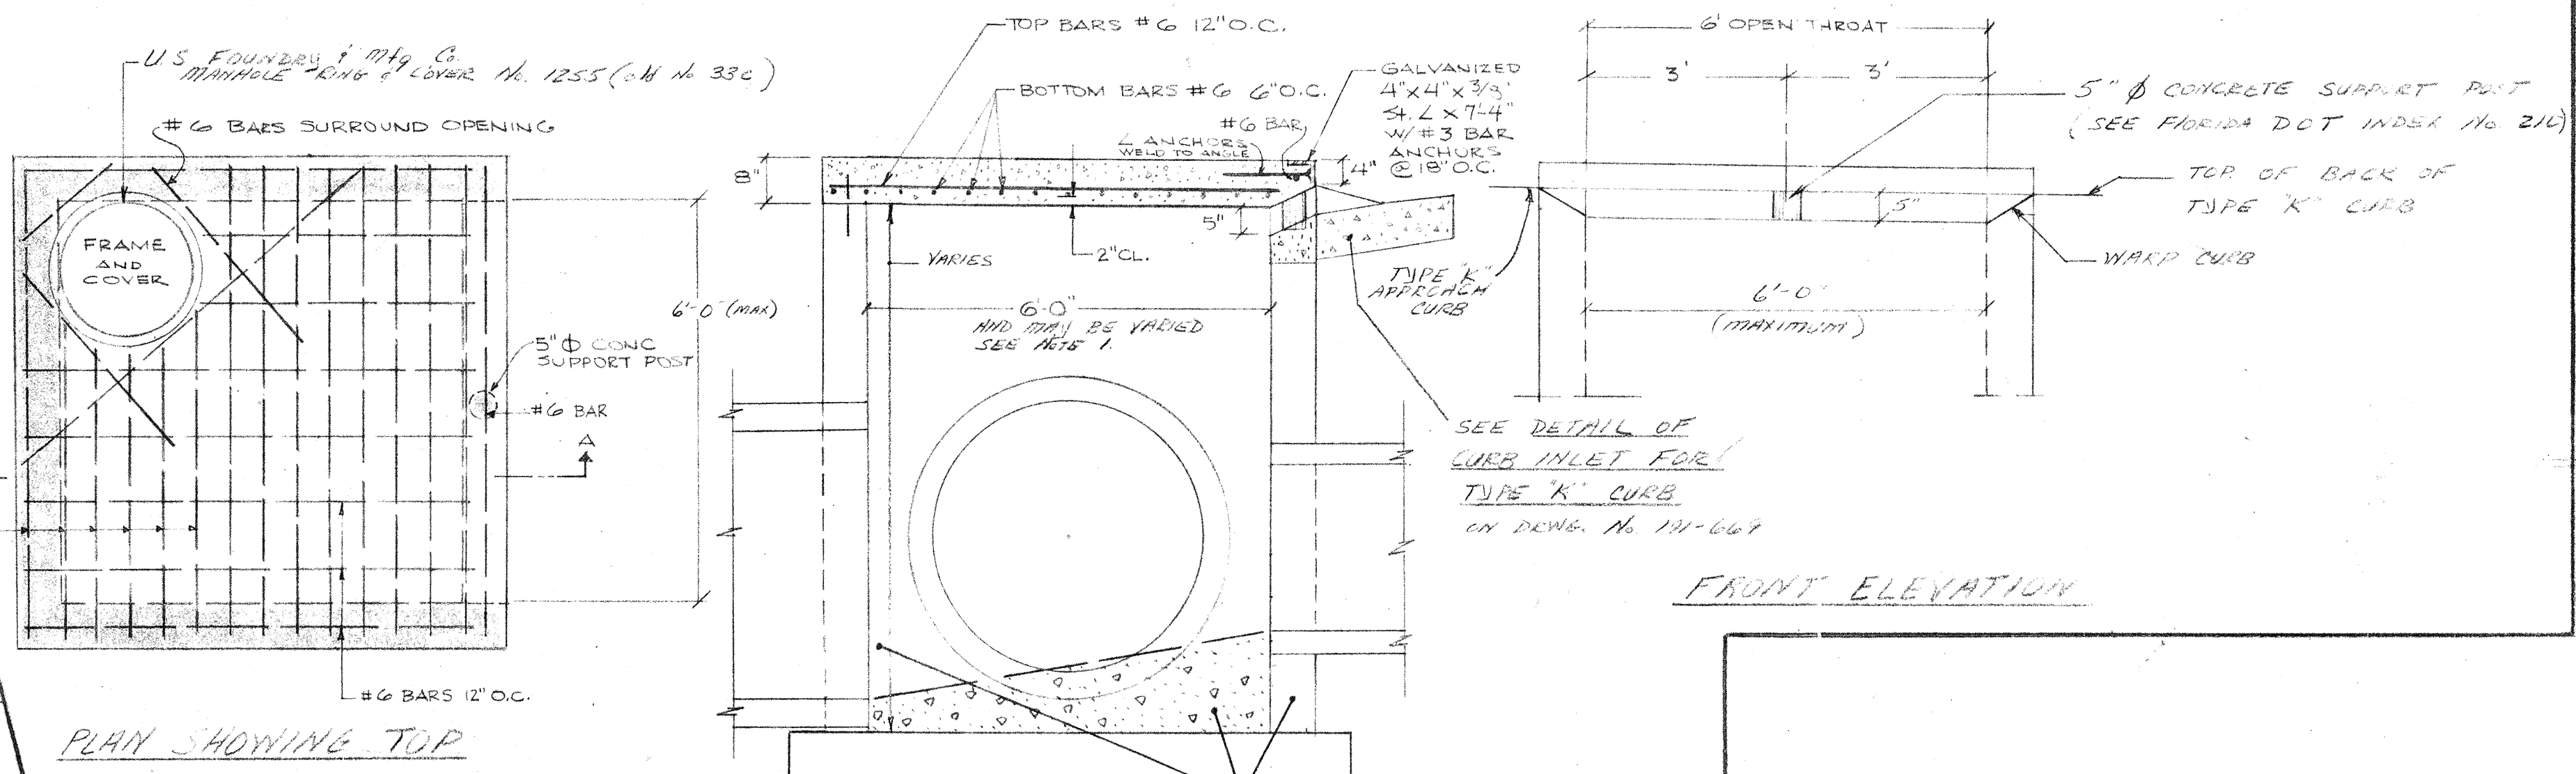 U.S. FOUNDRY & Mfg Co.
MANHOLE RING & COVER No. 1255 (old No 33c)
#6 BARS SURROUND OPENING
FRAME
AND
COVER
6'-0" (MAX)
5"Φ CONC
SUPPORT POST
#6 BAR
A
#6 BARS 12" O.C.
PLAN SHOWING TOP
TOP BARS #6 12" O.C.
BOTTOM BARS #6 6" O.C.
#6 BAR
∠ ANCHORS
WELD TO ANGLE
GALVANIZED
4"x4"x3/8"
St. ∠ x 7'-4"
W/ #3 BAR
ANCHORS
@ 18" O.C.
8"
4"
5"
VARIES
2" CL.
6'-0"
AND MAY BE VARIED
SEE NOTE 1.
TYPE "K"
APPROACH
CURB
SEE DETAIL OF
CURB INLET FOR
TYPE "K" CURB
ON DRWG. No. 191-669
6' OPEN THROAT
3'
3'
5" Φ CONCRETE SUPPORT POST
(SEE FLORIDA DOT INDEX No.
TOP OF BACK OF
TYPE "K" CURB
5"
WARP CURB
6'-0"
(MAXIMUM)
FRONT ELEVATION